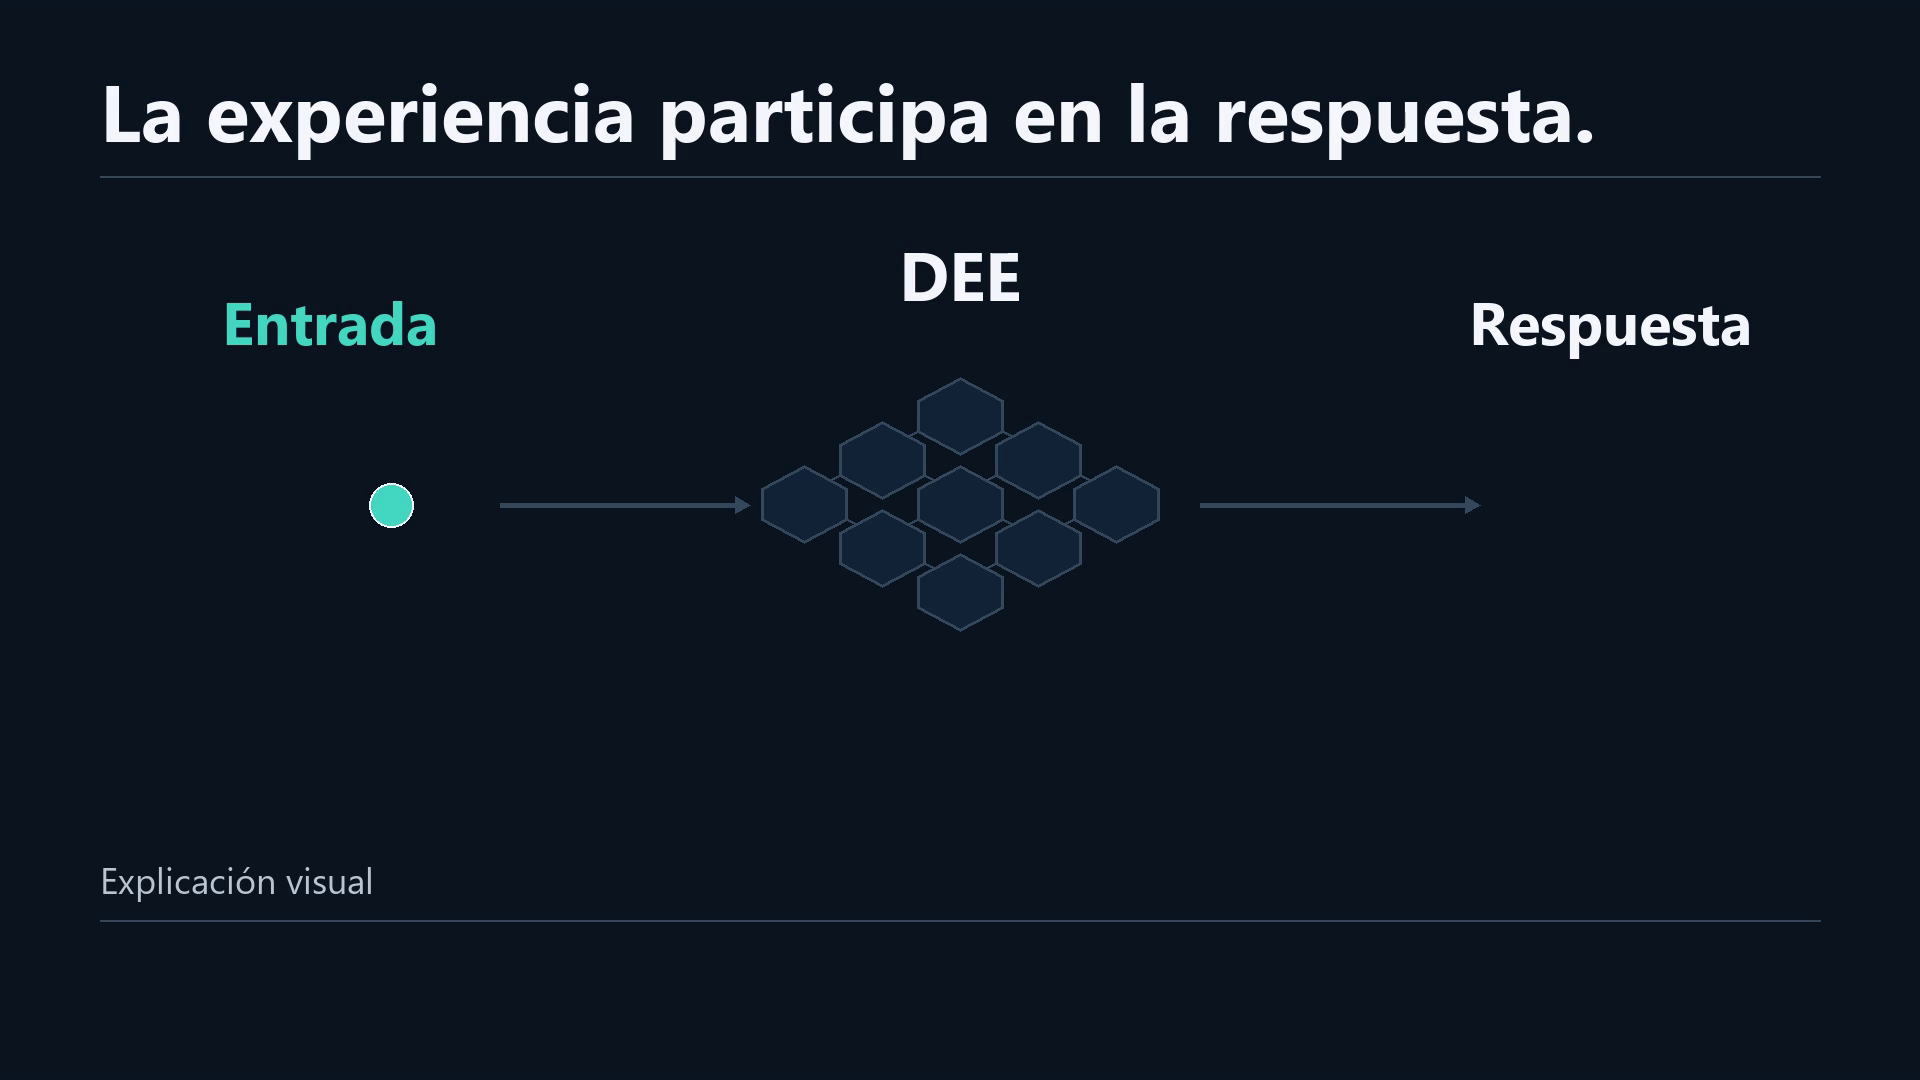 La experiencia participa en la respuesta.
DEE
Entrada
Respuesta
Explicación visual